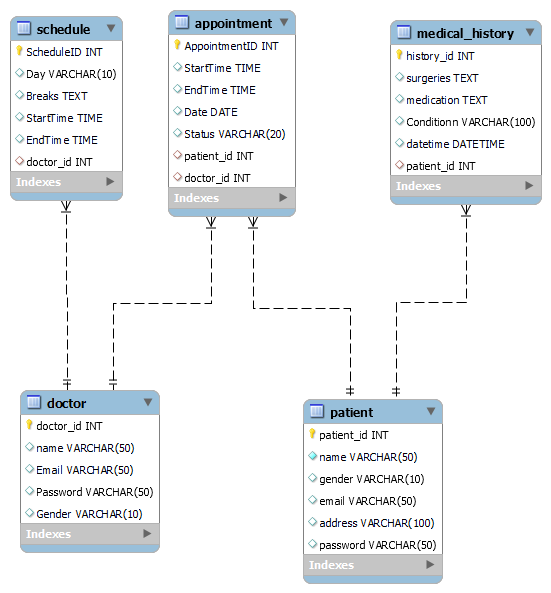 schedule
ScheduleID INT
Day VARCHAR(10)
Breaks TEXT
StartTime TIME
EndTime TIME
doctor_id INT
Indexes
appointment
AppointmentID INT
StartTime TIME
EndTime TIME
Date DATE
Status VARCHAR(20)
patient_id INT
doctor_id INT
Indexes
medical_history
history_id INT
surgeries TEXT
medication TEXT
Conditionn VARCHAR(100)
datetime DATETIME
patient_id INT
Indexes
doctor
doctor_id INT
name VARCHAR(50)
Email VARCHAR(50)
Password VARCHAR(50)
Gender VARCHAR(10)
Indexes
patient
patient_id INT
name VARCHAR(50)
gender VARCHAR(10)
email VARCHAR(50)
address VARCHAR(100)
password VARCHAR(50)
Indexes